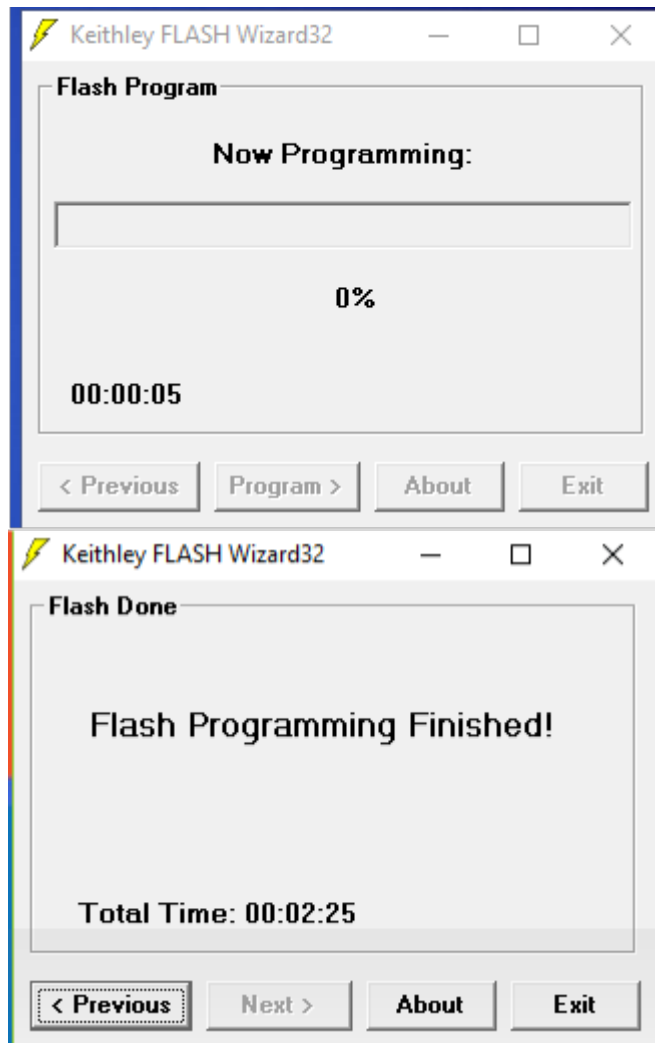 Keithley FLASH Wizard32
Flash Program
Now Programming:
0%
00:00:05
< Previous Program > About Exit
Keithley FLASH Wizard32
Flash Done
Flash Programming Finished!
Total Time: 00:02:25
< Previous Next > About Exit